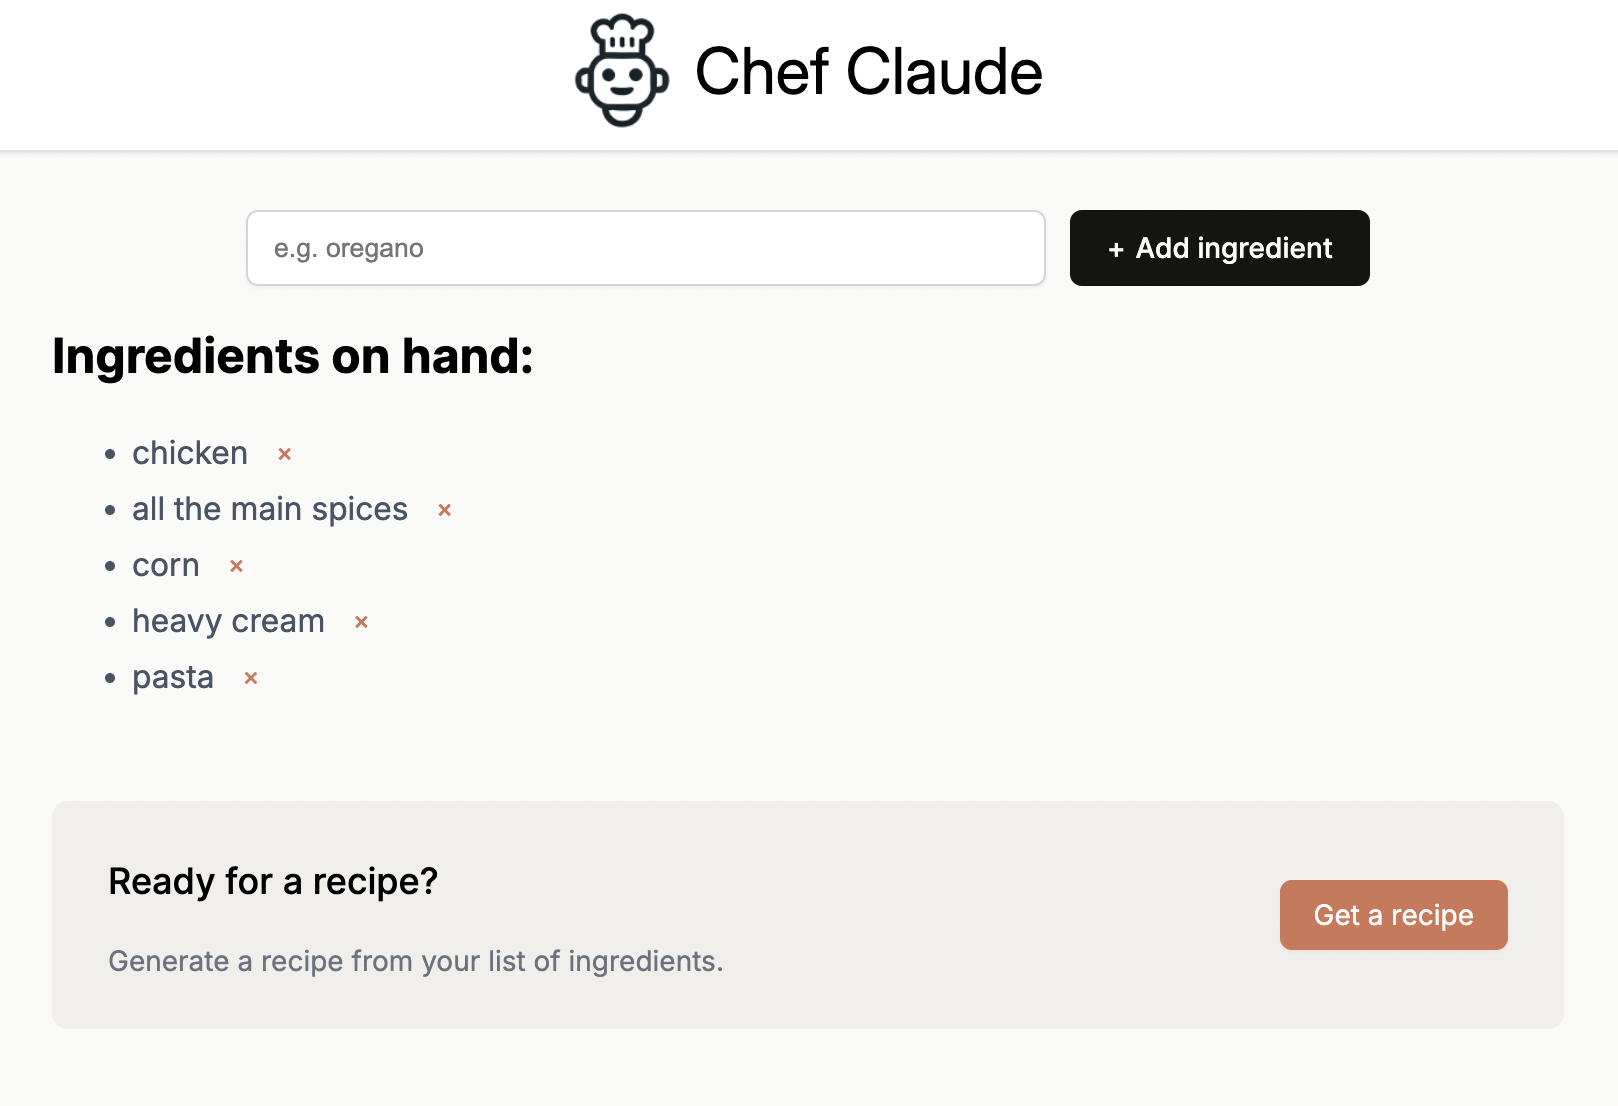 Chef Claude
e.g. oregano
+ Add ingredient
Ingredients on hand:
• chicken ×
• all the main spices ×
• corn ×
• heavy cream ×
• pasta ×
Ready for a recipe?
Get a recipe
Generate a recipe from your list of ingredients.